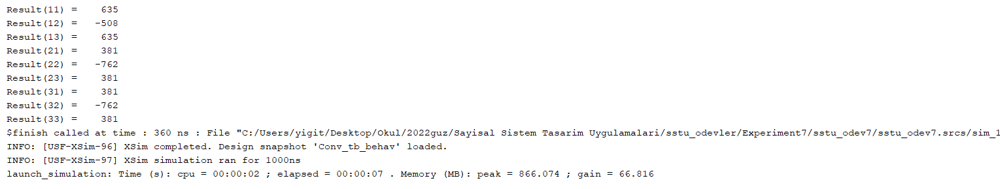 Result(11) =    635
Result(12) =   -508
Result(13) =    635
Result(21) =    381
Result(22) =   -762
Result(23) =    381
Result(31) =    381
Result(32) =   -762
Result(33) =    381
$finish called at time : 360 ns : File "C:/Users/yigit/Desktop/Okul/2022guz/Sayisal Sistem Tasarim Uygulamalari/sstu_odevler/Experiment7/sstu_odev7/sstu_odev7.srcs/sim_1
INFO: [USF-XSim-96] XSim completed. Design snapshot 'Conv_tb_behav' loaded.
INFO: [USF-XSim-97] XSim simulation ran for 1000ns
launch_simulation: Time (s): cpu = 00:00:02 ; elapsed = 00:00:07 . Memory (MB): peak = 866.074 ; gain = 66.816